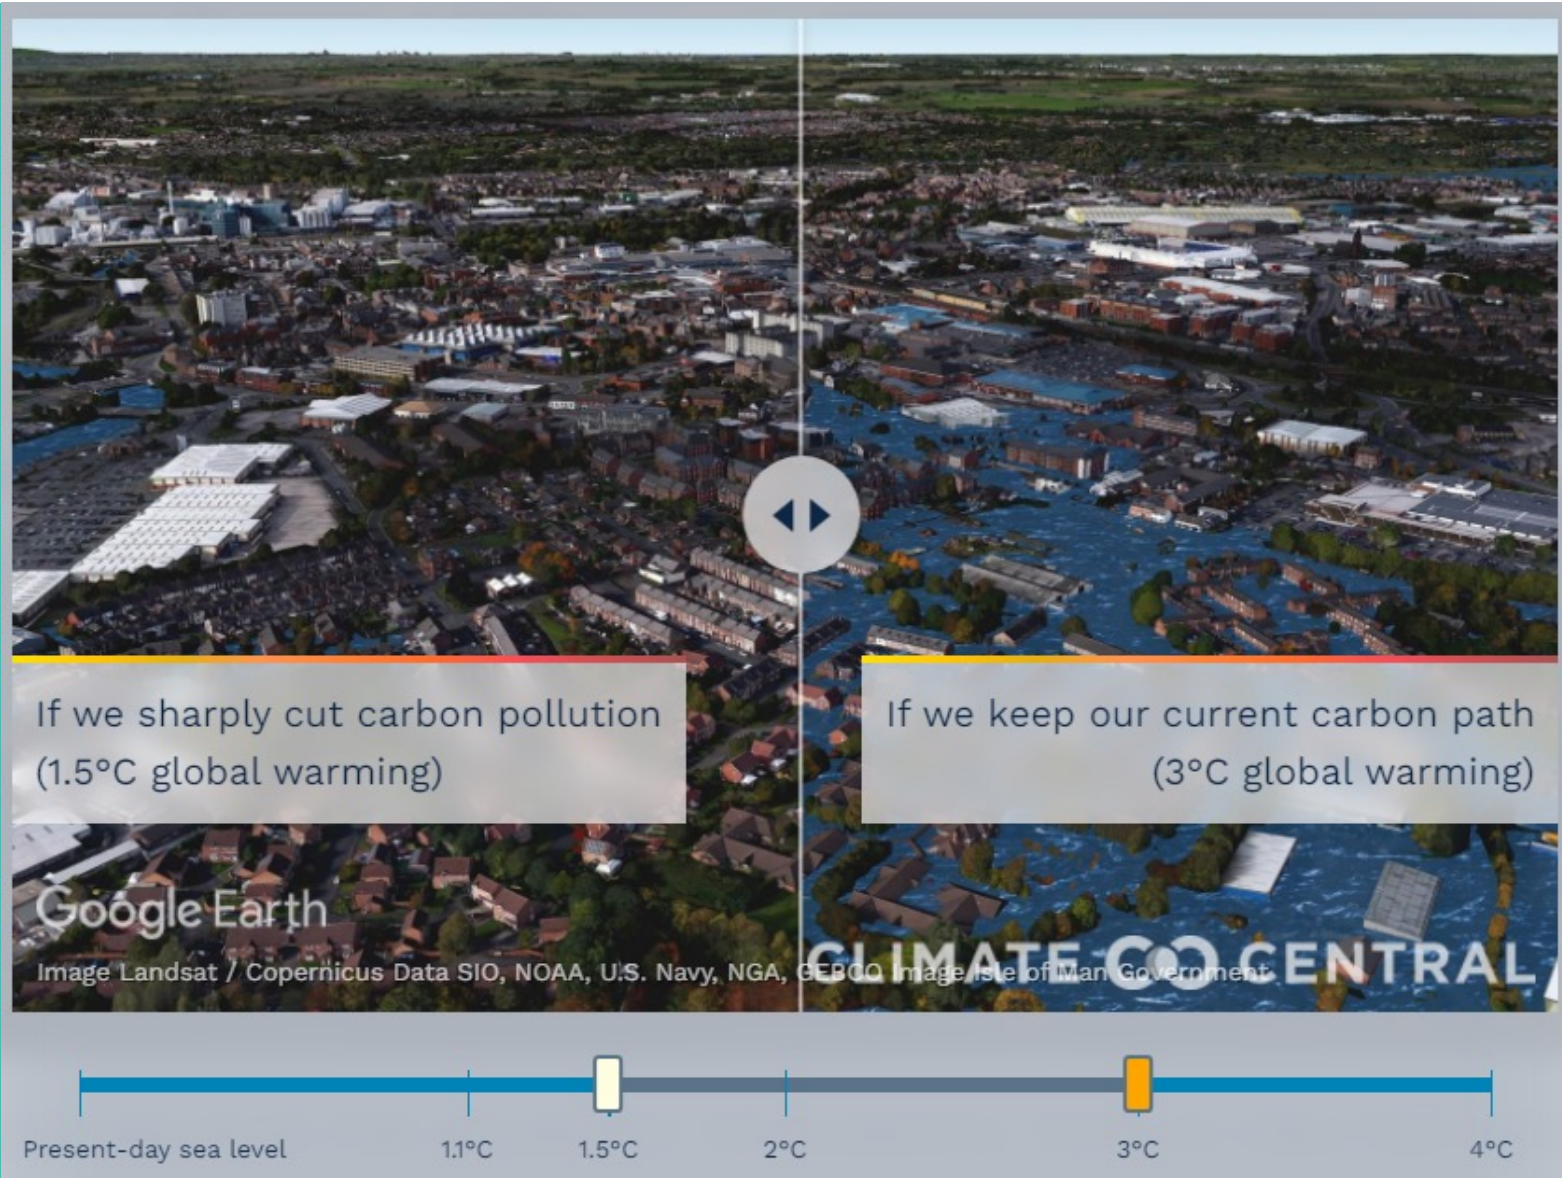 If we sharply cut carbon pollution
(1.5°C global warming)
If we keep our current carbon path
(3°C global warming)
Google Earth
Image Landsat / Copernicus Data SIO, NOAA, U.S. Navy, NGA, GEBCO Image Isle of Man Government
CLIMATE CENTRAL
Present-day sea level
1.1°C
1.5°C
2°C
3°C
4°C